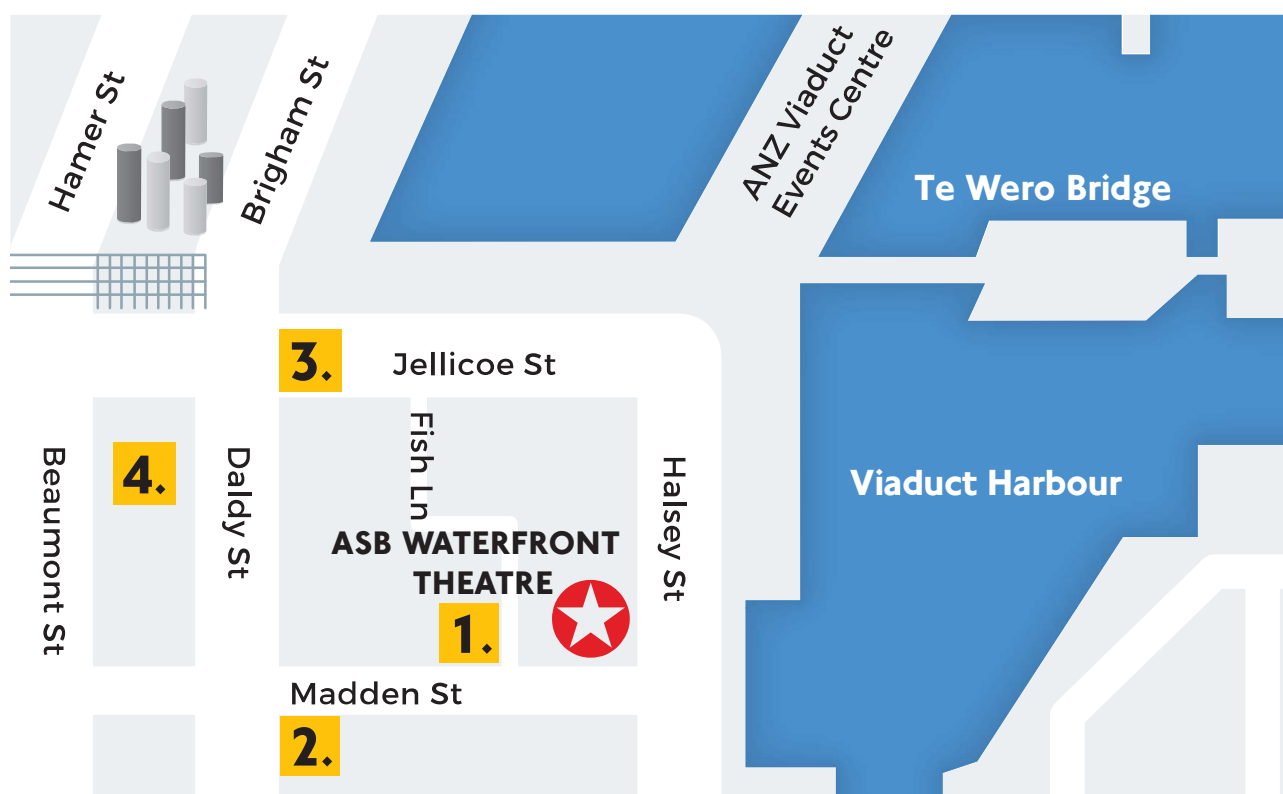 Hamer St
Brigham St
ANZ Viaduct
Events Centre
Te Wero Bridge
3.
Jellicoe St
Fish Ln
4.
Beaumont St
Daldy St
Halsey St
Viaduct Harbour
ASB WATERFRONT
THEATRE
1.
Madden St
2.